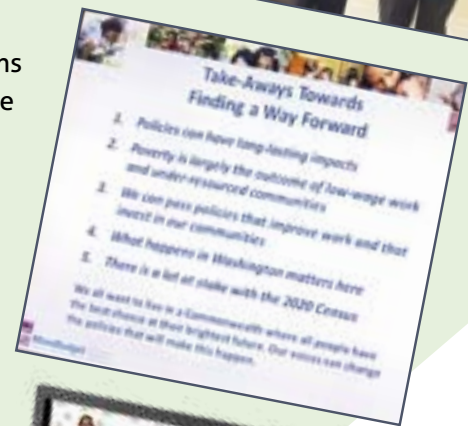 ns
e
Take-Aways Towards
Finding a Way Forward
1. Policies can have long-lasting impacts
2. Poverty is largely the outcome of low-wage work
and under-resourced communities
3. We can pass policies that improve work and that
invest in our communities
4. What happens in Washington matters here
5. There is a lot at stake with the 2020 Census
We all want to live in a Commonwealth where all people have
the best chance at their brightest future. Our voices can change
the policies that will make this happen.